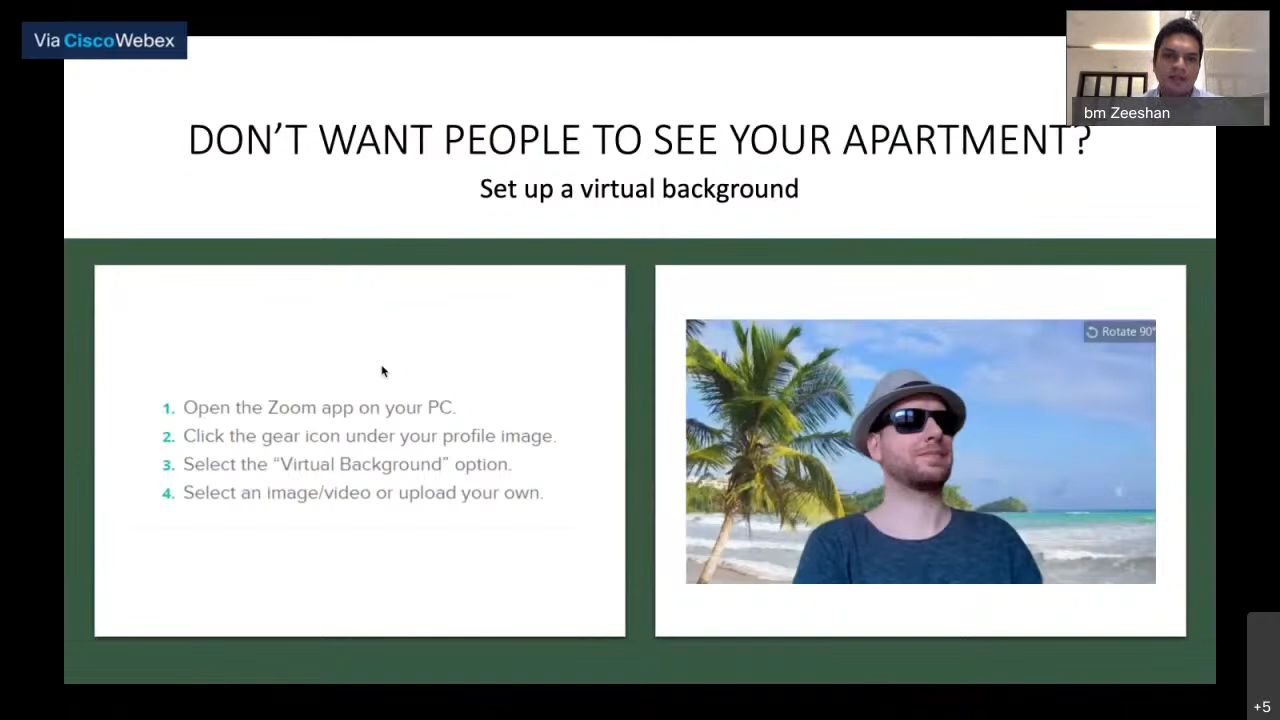 Via CiscoWebex
bm Zeeshan
DON’T WANT PEOPLE TO SEE YOUR APARTMENT?
Set up a virtual background
1. Open the Zoom app on your PC.
2. Click the gear icon under your profile image.
3. Select the “Virtual Background” option.
4. Select an image/video or upload your own.
Rotate 90°
+5